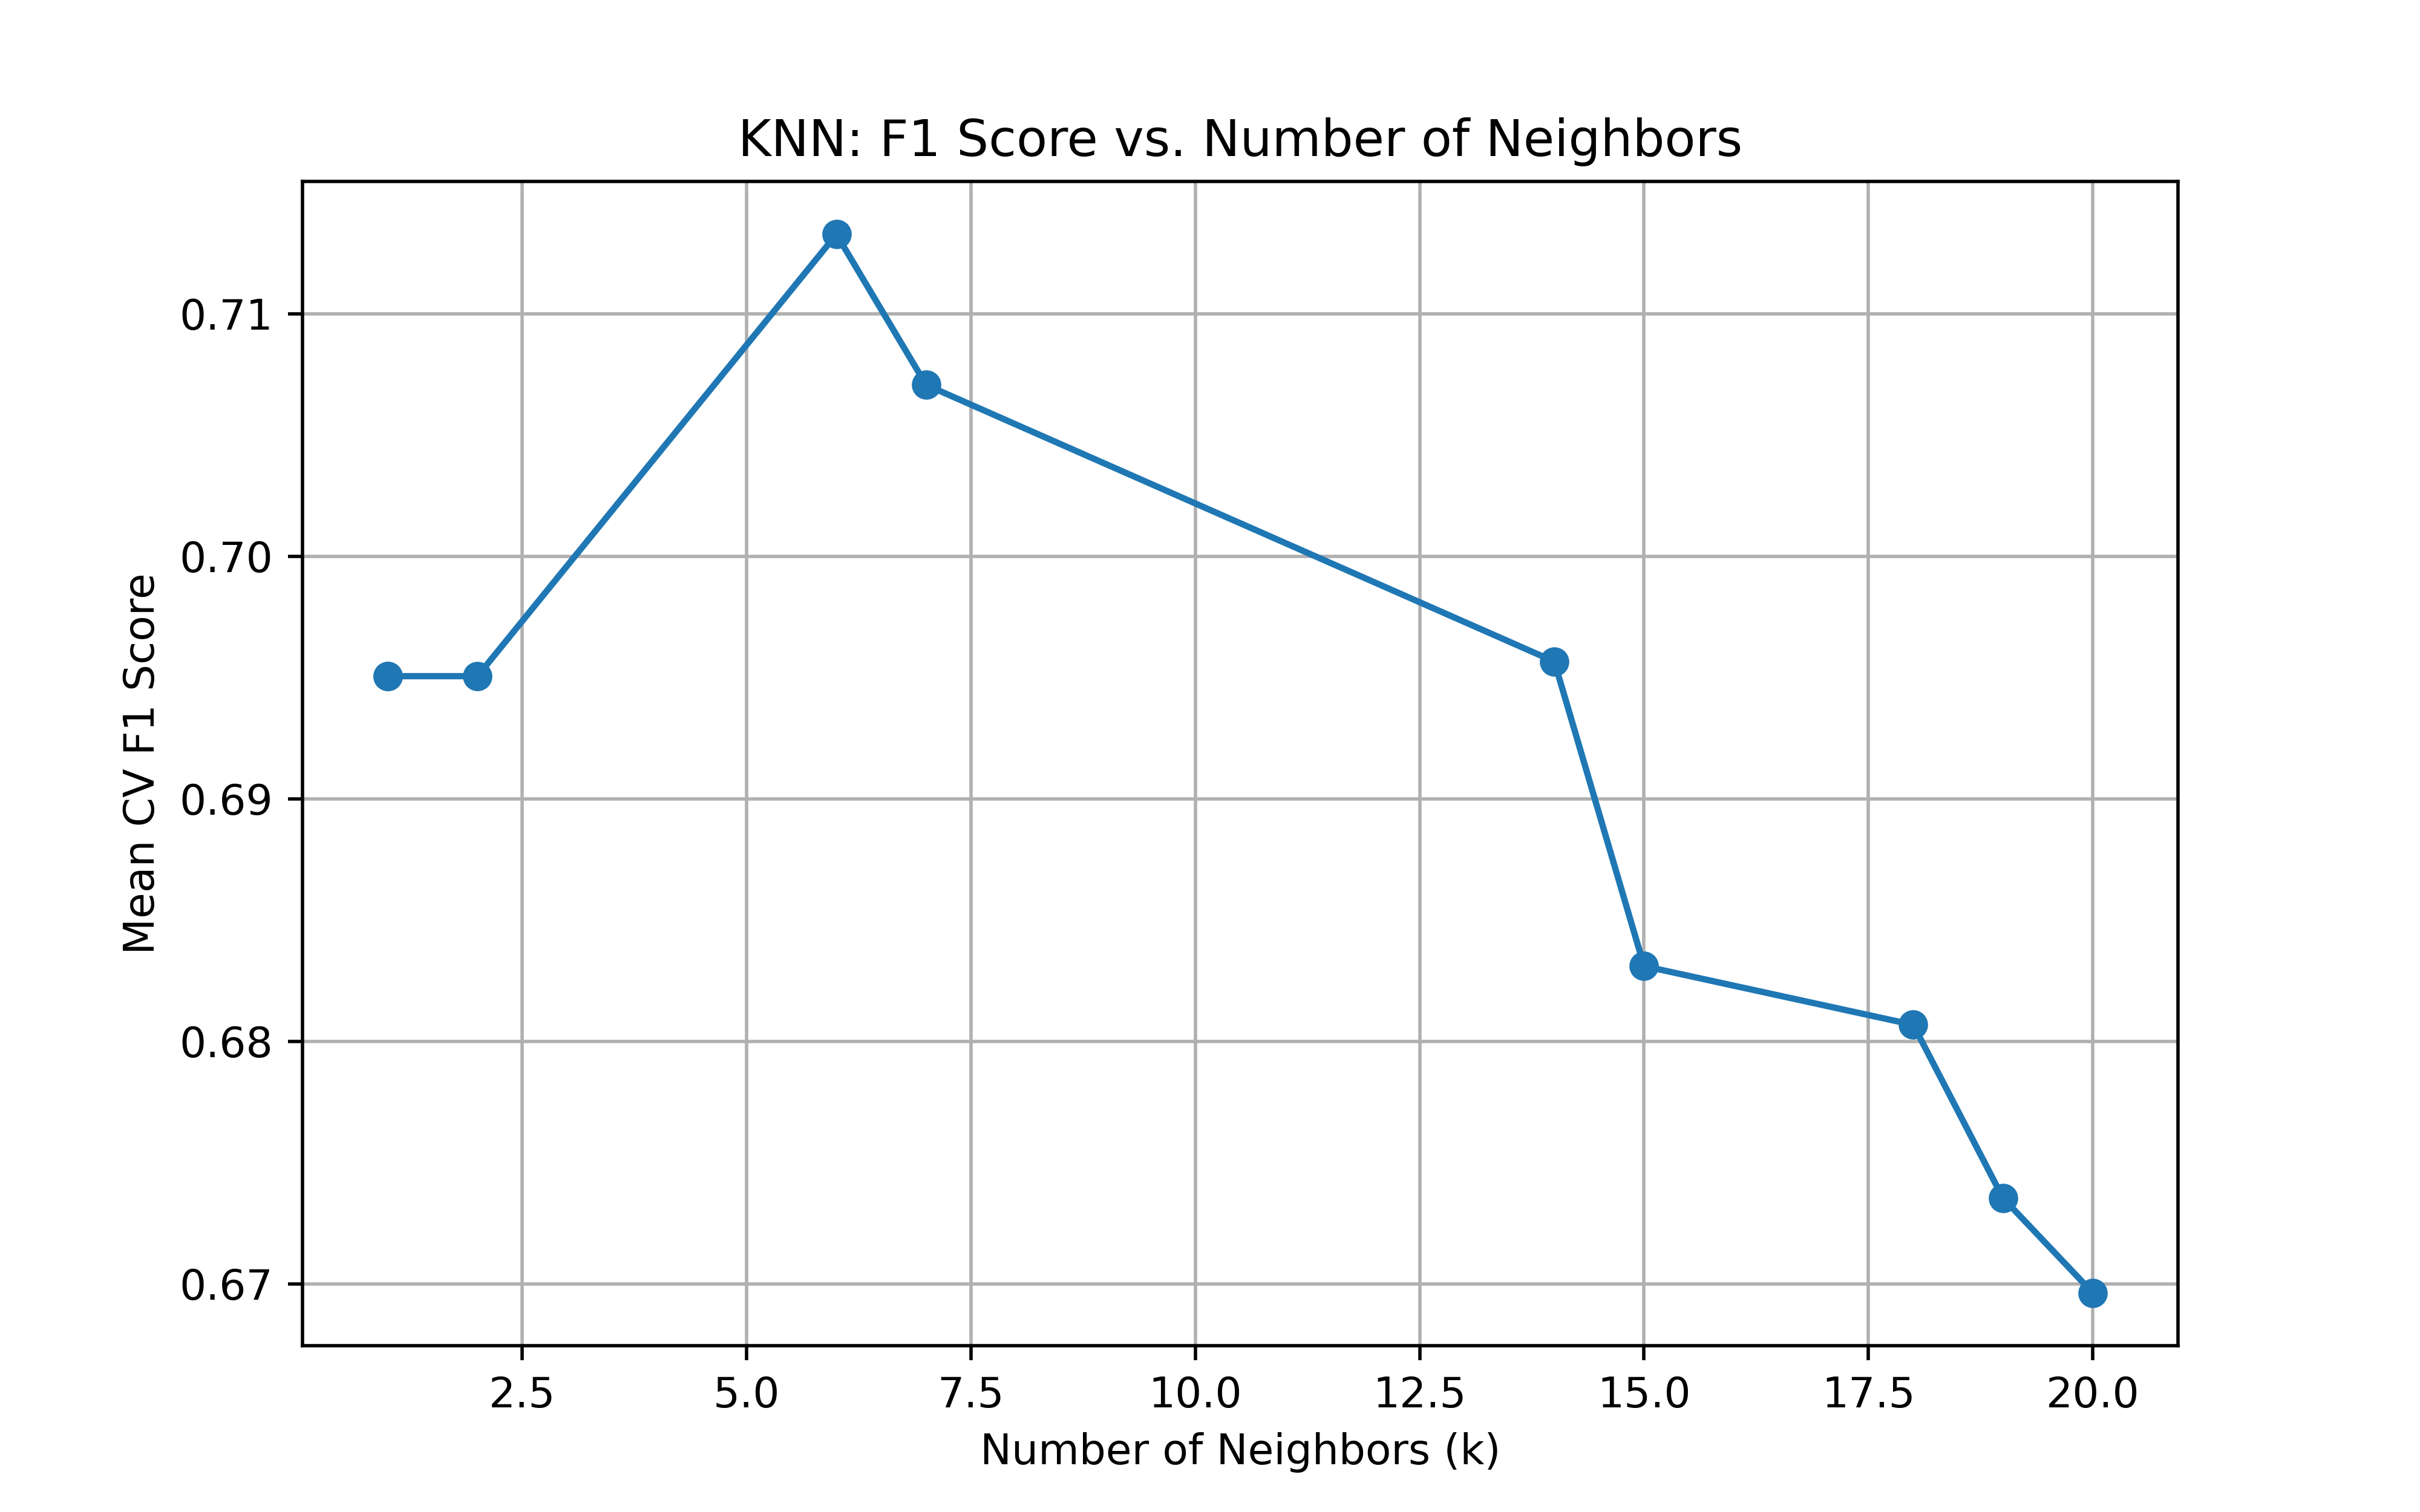 KNN: F1 Score vs. Number of Neighbors
Mean CV F1 Score
0.71
0.70
0.69
0.68
0.67
2.5 5.0 7.5 10.0 12.5 15.0 17.5 20.0
Number of Neighbors (k)